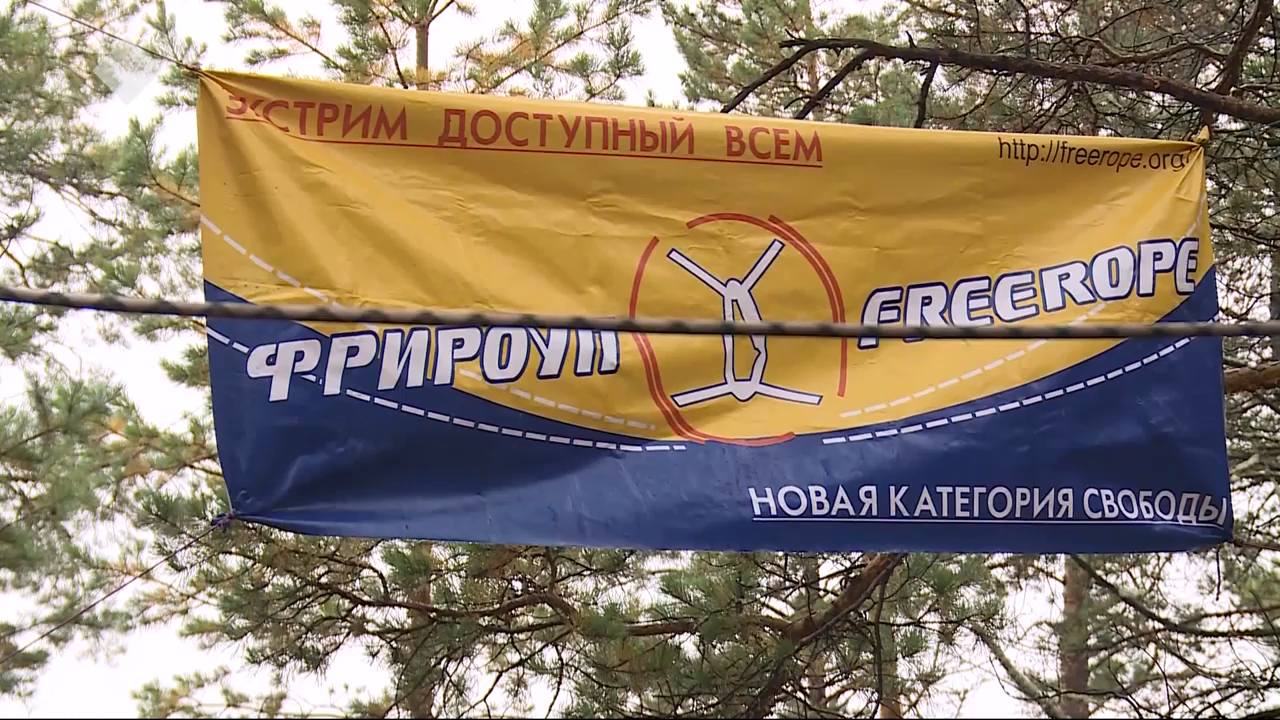 ЭКСТРИМ ДОСТУПНЫЙ ВСЕМ
http://freerope.org
ФРИРОУП
FREEROPE
НОВАЯ КАТЕГОРИЯ СВОБОДЫ